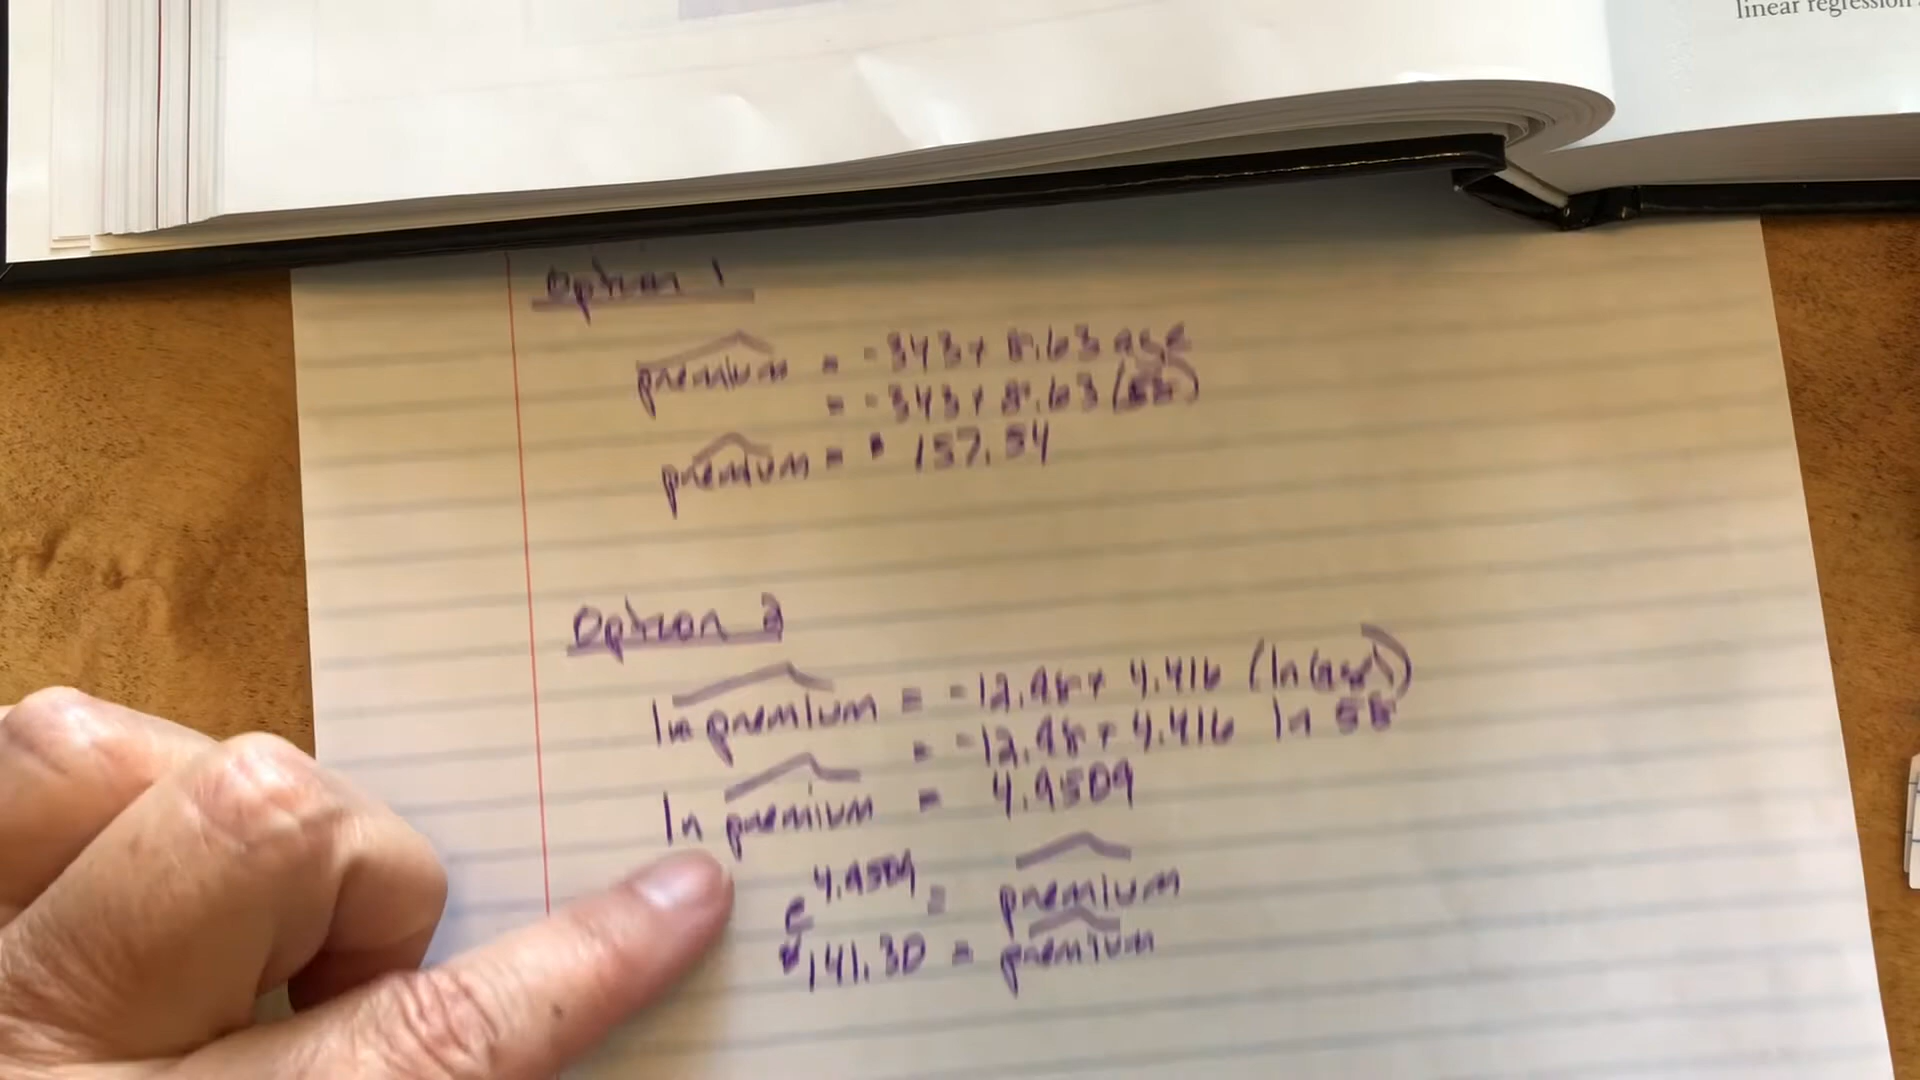 linear regression
Option 1
premium = -343 + 8.63 age
= -343 + 8.63 (58)
premium = $ 157.54
Option 2
ln premium = -12.98 + 4.416 (ln(age))
= -12.98 + 4.416 ln 58
ln premium = 4.9509
e^4.9509 = premium
$141.30 = premium